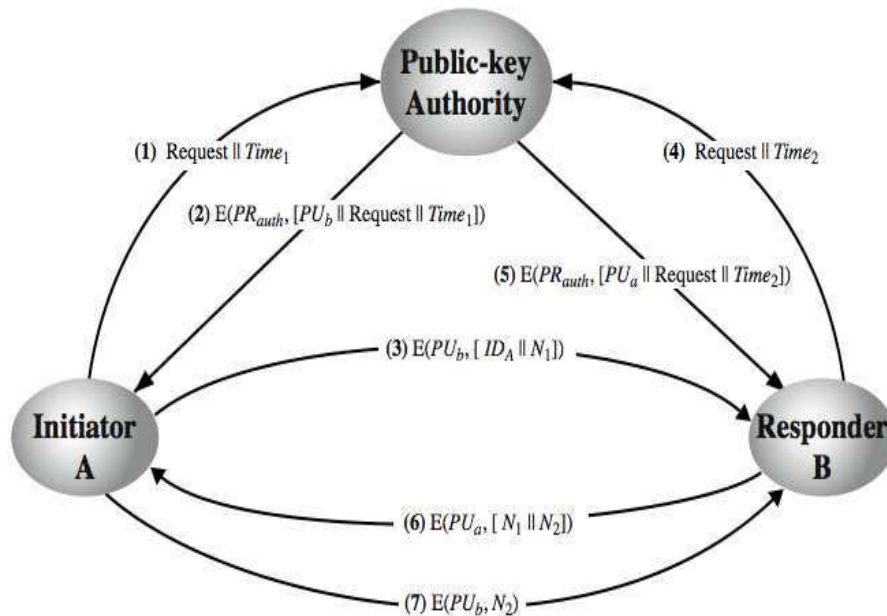 Public-key
Authority
(1) Request || Time₁
(4) Request || Time₂
(2) E(PR_auth, [PU_b || Request || Time₁])
(5) E(PR_auth, [PU_a || Request || Time₂])
(3) E(PU_b, [ ID_A || N₁])
Initiator
A
Responder
B
(6) E(PU_a, [ N₁ || N₂])
(7) E(PU_b, N₂)